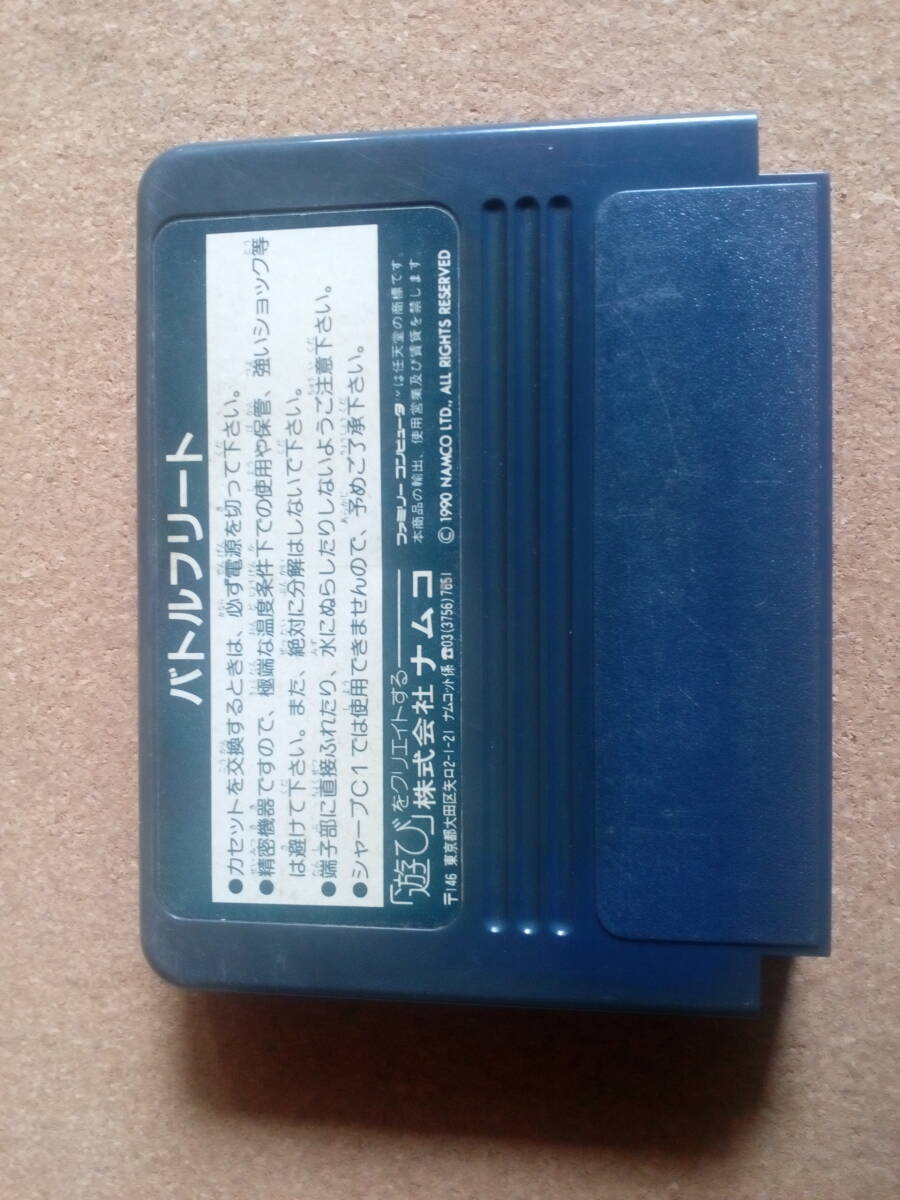 バトルフリート
●カセットを交換するときは、必ず電源を切って下さい。
●精密機器ですので、極端な温度条件下での使用や保管、強いショック等
は避けて下さい。また、絶対に分解はしないで下さい。
●端子部に直接ふれたり、水にぬらしたりしないようご注意下さい。
●シャープC1では使用できませんので、予めご了承下さい。
「遊び」をクリエイトする
株式会社ナムコ
〒146 東京都大田区矢口2-1-21 ナムコット係 ☎03(3756)7651
ファミリーコンピュータ™は任天堂の商標です。
本商品の輸出、使用営業及び賃貸を禁じます。
© 1990 NAMCO LTD., ALL RIGHTS RESERVED